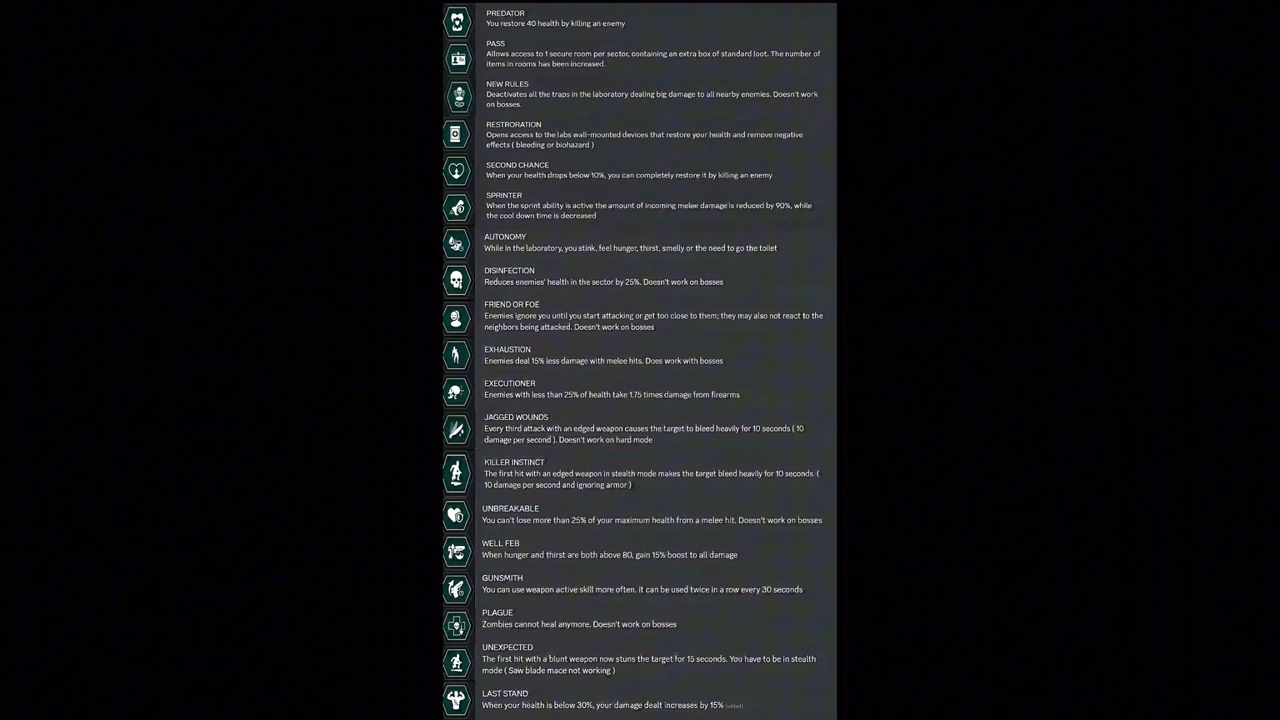 PREDATOR
You restore 40 health by killing an enemy
PASS
Allows access to 1 secure room per sector, containing an extra box of standard loot. The number of
items in rooms has been increased.
NEW RULES
Deactivates all the traps in the laboratory dealing big damage to all nearby enemies. Doesn't work
on bosses.
RESTRORATION
Opens access to the labs wall-mounted devices that restore your health and remove negative
effects ( bleeding or biohazard )
SECOND CHANCE
When your health drops below 10%, you can completely restore it by killing an enemy
SPRINTER
When the sprint ability is active the amount of incoming melee damage is reduced by 90%, while
the cool down time is decreased
AUTONOMY
While in the laboratory, you stink, feel hunger, thirst, smelly or the need to go the toilet
DISINFECTION
Reduces enemies' health in the sector by 25%. Doesn't work on bosses
FRIEND OR FOE
Enemies ignore you until you start attacking or get too close to them; they may also not react to the
neighbors being attacked. Doesn't work on bosses
EXHAUSTION
Enemies deal 15% less damage with melee hits. Does work with bosses
EXECUTIONER
Enemies with less than 25% of health take 1.75 times damage from firearms
JAGGED WOUNDS
Every third attack with an edged weapon causes the target to bleed heavily for 10 seconds ( 10
damage per second ). Doesn't work on hard mode
KILLER INSTINCT
The first hit with an edged weapon in stealth mode makes the target bleed heavily for 10 seconds (
10 damage per second and ignoring armor )
UNBREAKABLE
You can't lose more than 25% of your maximum health from a melee hit. Doesn't work on bosses
WELL FEB
When hunger and thirst are both above 80, gain 15% boost to all damage
GUNSMITH
You can use weapon active skill more often. it can be used twice in a row every 30 seconds
PLAGUE
Zombies cannot heal anymore. Doesn't work on bosses
UNEXPECTED
The first hit with a blunt weapon now stuns the target for 15 seconds. You have to be in stealth
mode ( Saw blade mace not working )
LAST STAND
When your health is below 30%, your damage dealt increases by 15% (edited)